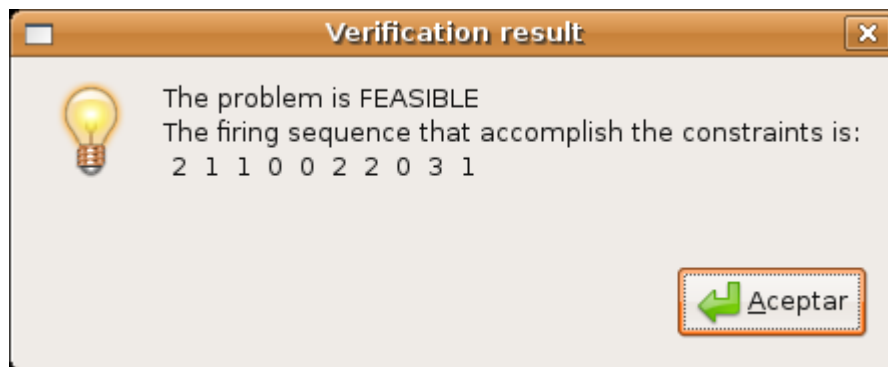 Verification result
The problem is FEASIBLE
The firing sequence that accomplish the constraints is:
2 1 1 0 0 2 2 0 3 1
Aceptar